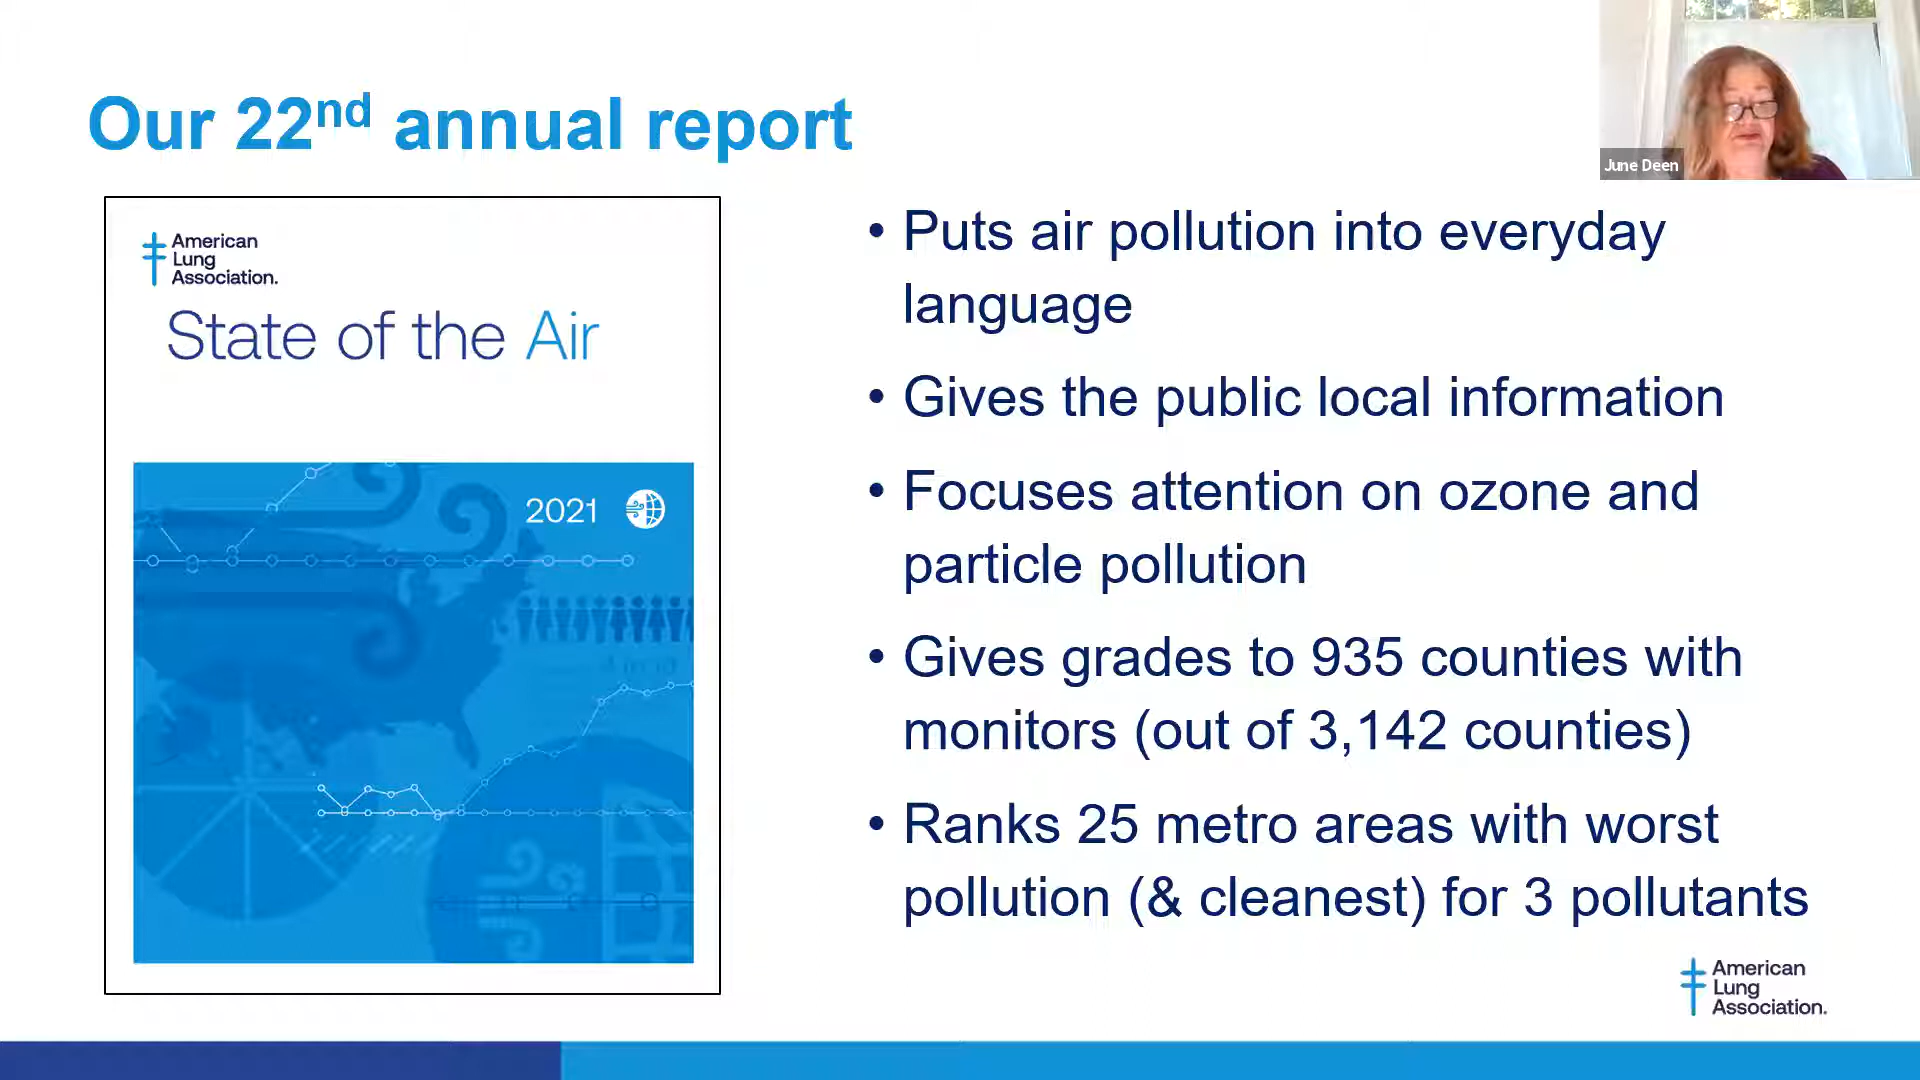 Our 22nd annual report
June Deen
American
Lung
Association.
State of the Air
2021
• Puts air pollution into everyday
language
• Gives the public local information
• Focuses attention on ozone and
particle pollution
• Gives grades to 935 counties with
monitors (out of 3,142 counties)
• Ranks 25 metro areas with worst
pollution (& cleanest) for 3 pollutants
American
Lung
Association.